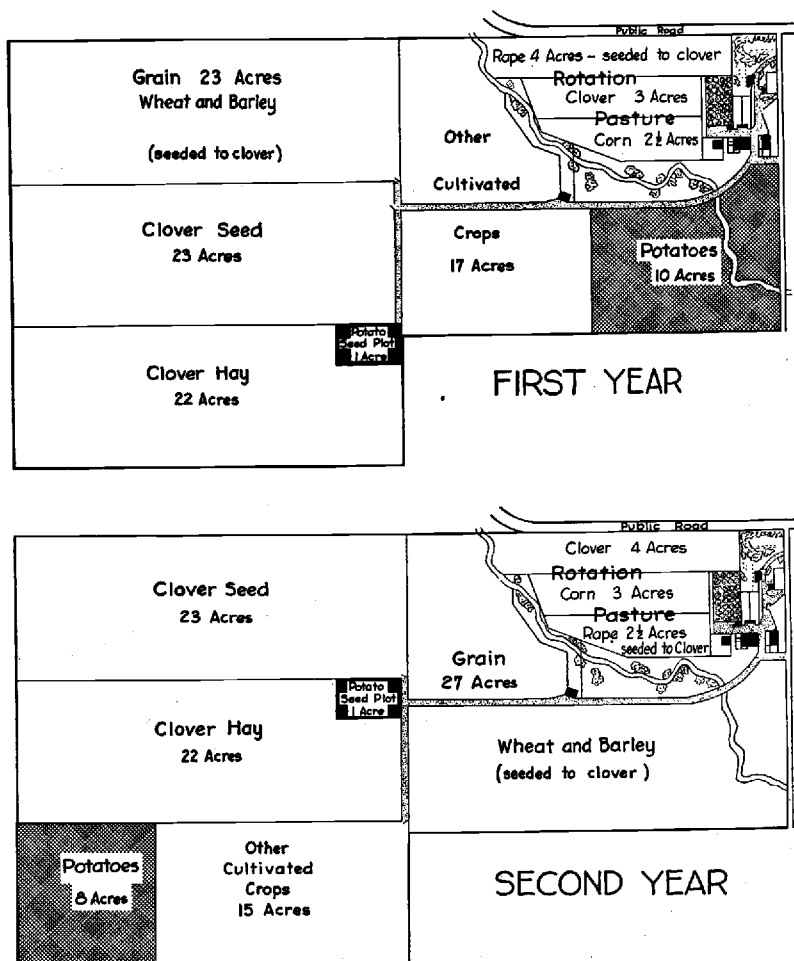 Public Road
Rape 4 Acres – seeded to clover
Rotation
Clover 3 Acres
Pasture
Corn 2½ Acres
Grain 23 Acres
Wheat and Barley
(seeded to clover)
Other
Cultivated
Crops
17 Acres
Clover Seed
23 Acres
Potatoes
10 Acres
Potato
Seed Plot
1 Acre
Clover Hay
22 Acres
FIRST YEAR
Public Road
Clover 4 Acres
Rotation
Corn 3 Acres
Pasture
Rape 2½ Acres
seeded to Clover
Clover Seed
23 Acres
Grain
27 Acres
Potato
Seed Plot
1 Acre
Clover Hay
22 Acres
Wheat and Barley
(seeded to clover)
Potatoes
8 Acres
Other
Cultivated
Crops
15 Acres
SECOND YEAR